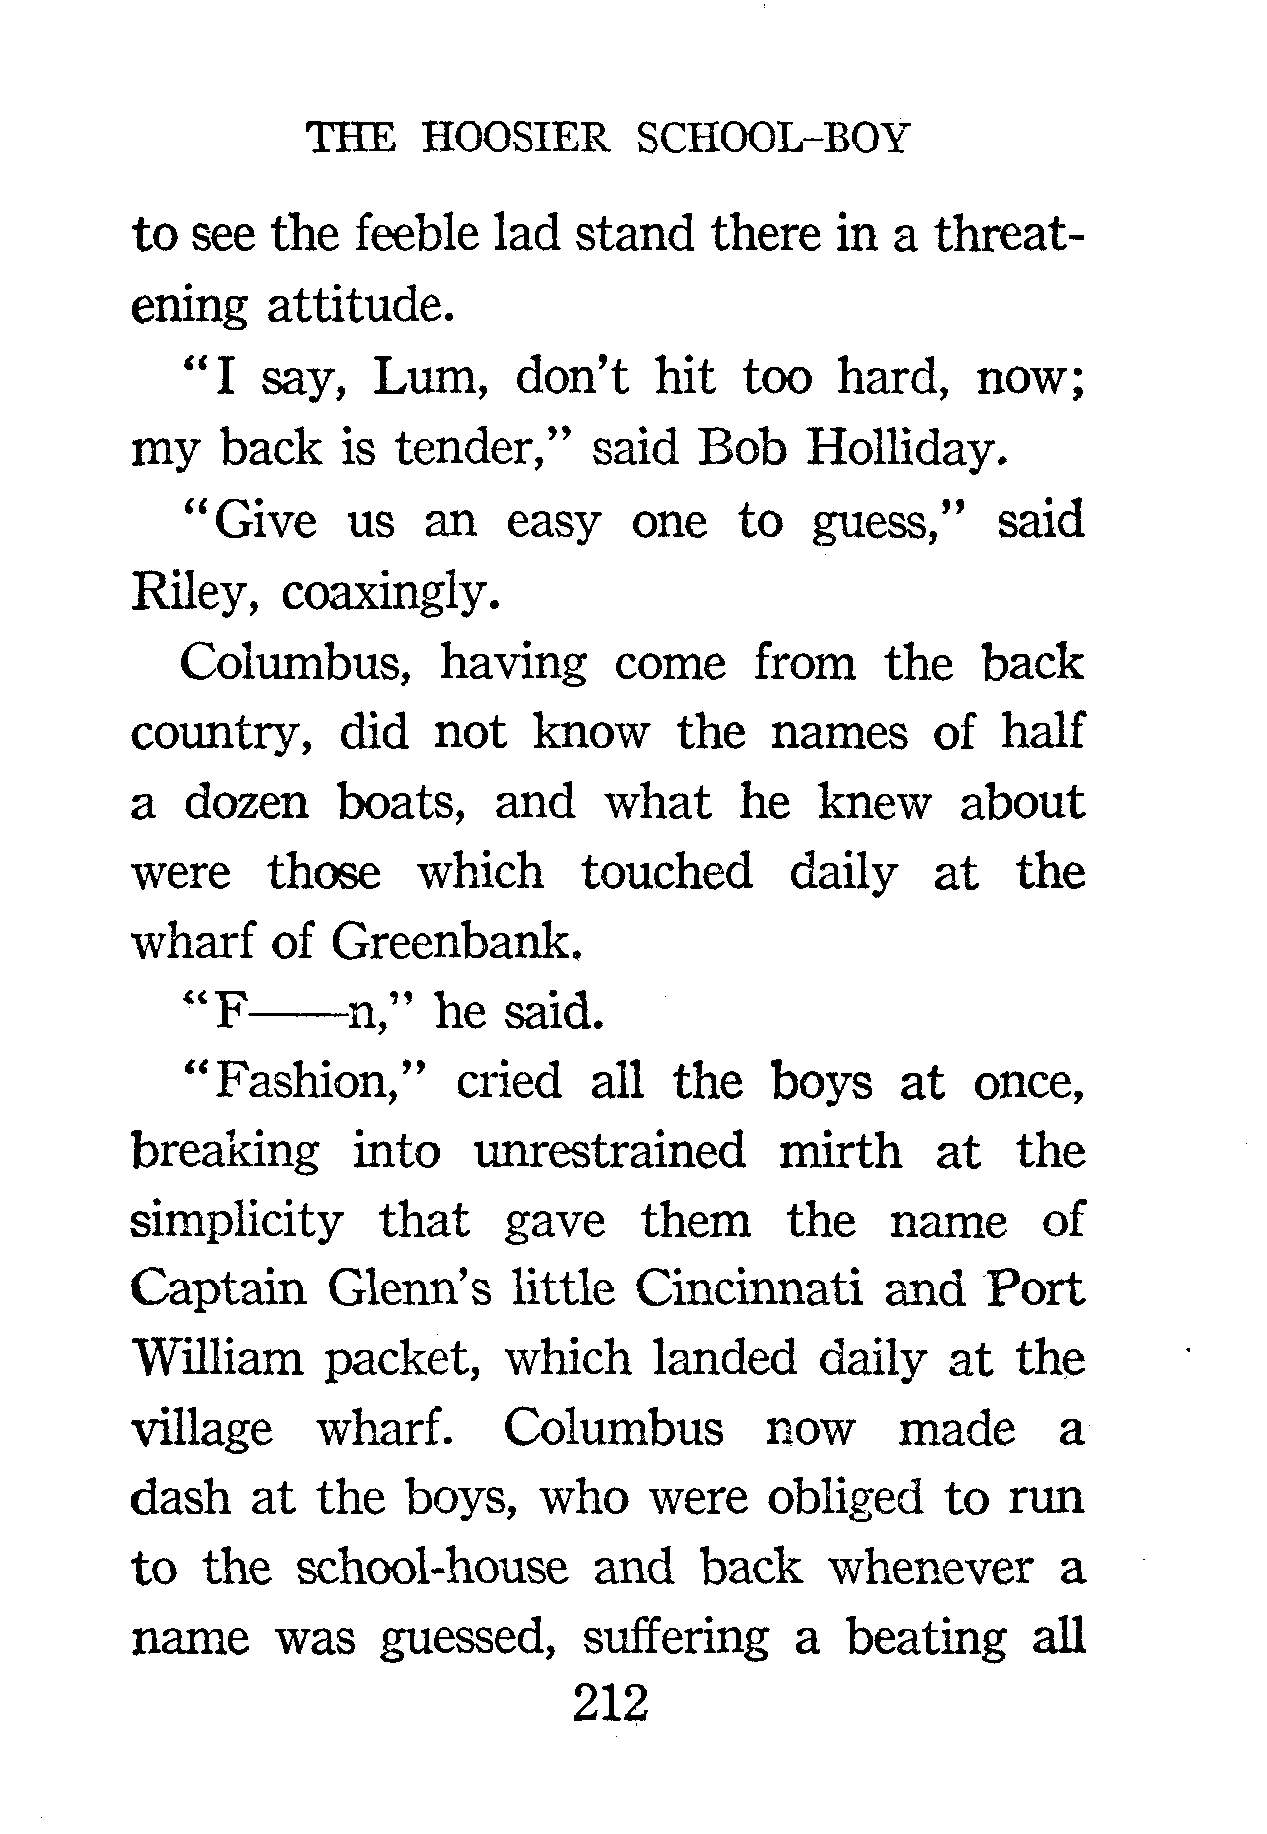 THE HOOSIER SCHOOL-BOY
to see the feeble lad stand there in a threat-
ening attitude.
"I say, Lum, don't hit too hard, now;
my back is tender," said Bob Holliday.
"Give us an easy one to guess," said
Riley, coaxingly.
Columbus, having come from the back
country, did not know the names of half
a dozen boats, and what he knew about
were those which touched daily at the
wharf of Greenbank.
"F——n," he said.
"Fashion," cried all the boys at once,
breaking into unrestrained mirth at the
simplicity that gave them the name of
Captain Glenn's little Cincinnati and Port
William packet, which landed daily at the
village wharf. Columbus now made a
dash at the boys, who were obliged to run
to the school-house and back whenever a
name was guessed, suffering a beating all
212